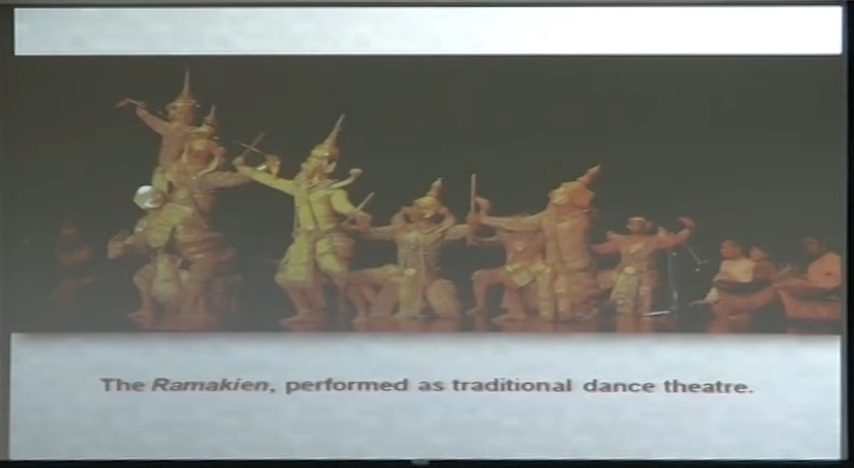 The Ramakien, performed as traditional dance theatre.